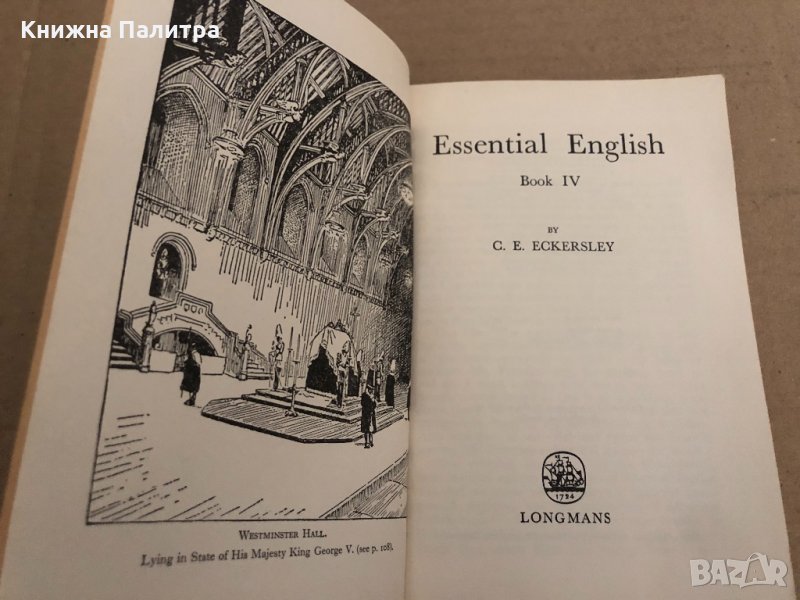 Книжна Палитра
WESTMINSTER HALL.
Lying in State of His Majesty King George V. (see p. 108).
Essential English
Book IV
BY
C. E. ECKERSLEY
1724
LONGMANS
BAZAR